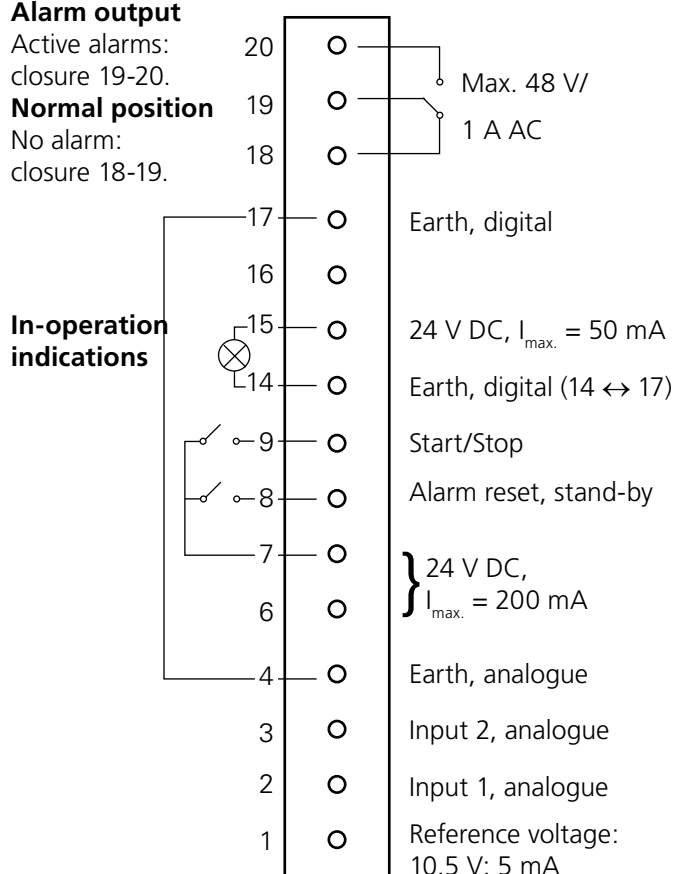 Alarm output
Active alarms:
closure 19-20.
Normal position
No alarm:
closure 18-19.
20
19
18
Max. 48 V/
1 A AC
17
Earth, digital
16
In-operation
indications
15
24 V DC, Imax. = 50 mA
14
Earth, digital (14 ↔ 17)
9
Start/Stop
8
Alarm reset, stand-by
7
6
24 V DC,
Imax. = 200 mA
4
Earth, analogue
3
Input 2, analogue
2
Input 1, analogue
1
Reference voltage:
10.5 V; 5 mA